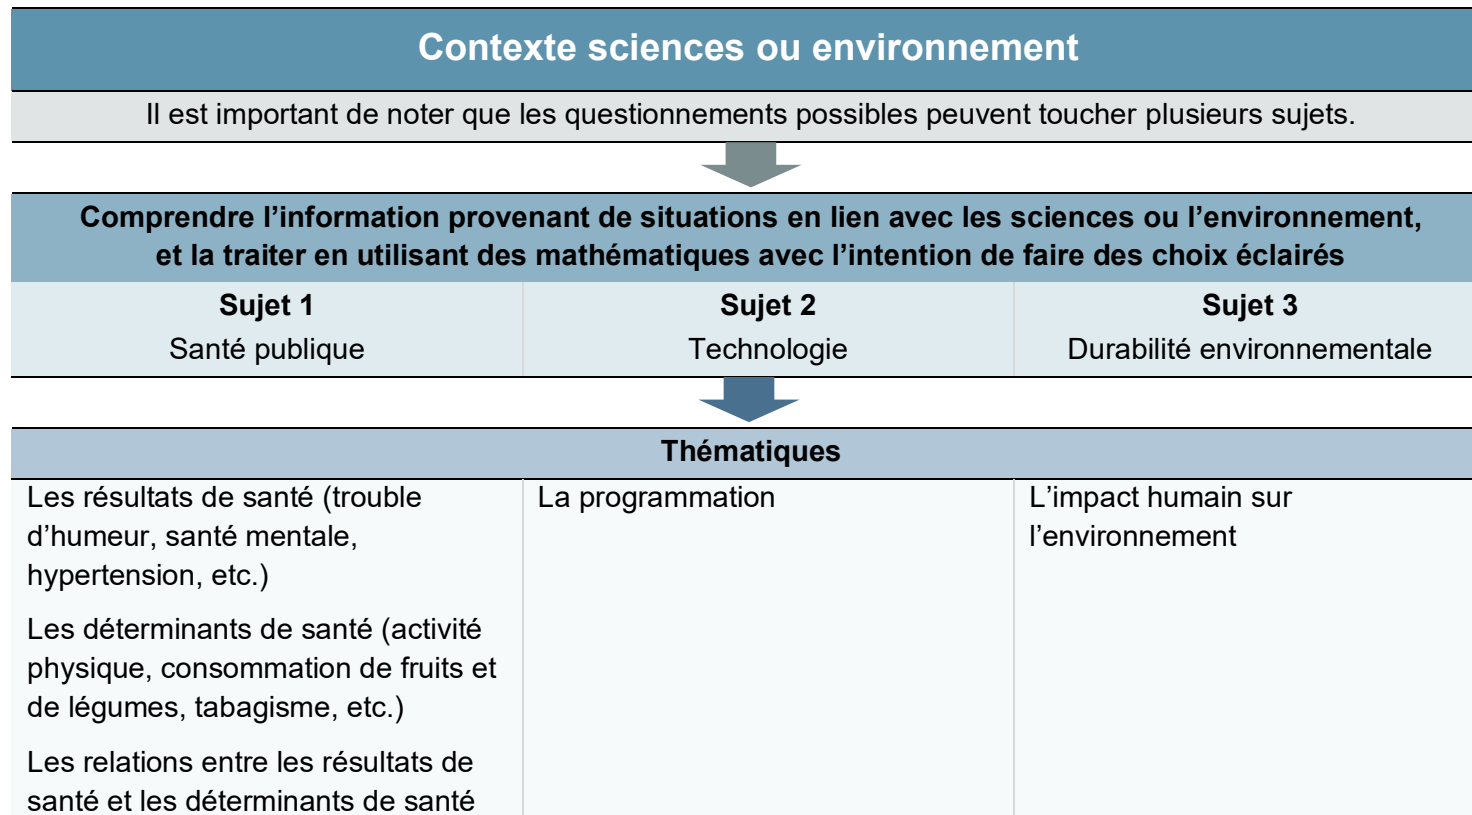 Contexte sciences ou environnement
Il est important de noter que les questionnements possibles peuvent toucher plusieurs sujets.
Comprendre l’information provenant de situations en lien avec les sciences ou l’environnement,
et la traiter en utilisant des mathématiques avec l’intention de faire des choix éclairés
Sujet 1
Santé publique
Sujet 2
Technologie
Sujet 3
Durabilité environnementale
Thématiques
Les résultats de santé (trouble
d’humeur, santé mentale,
hypertension, etc.)
Les déterminants de santé (activité
physique, consommation de fruits et
de légumes, tabagisme, etc.)
Les relations entre les résultats de
santé et les déterminants de santé
La programmation
L’impact humain sur
l’environnement